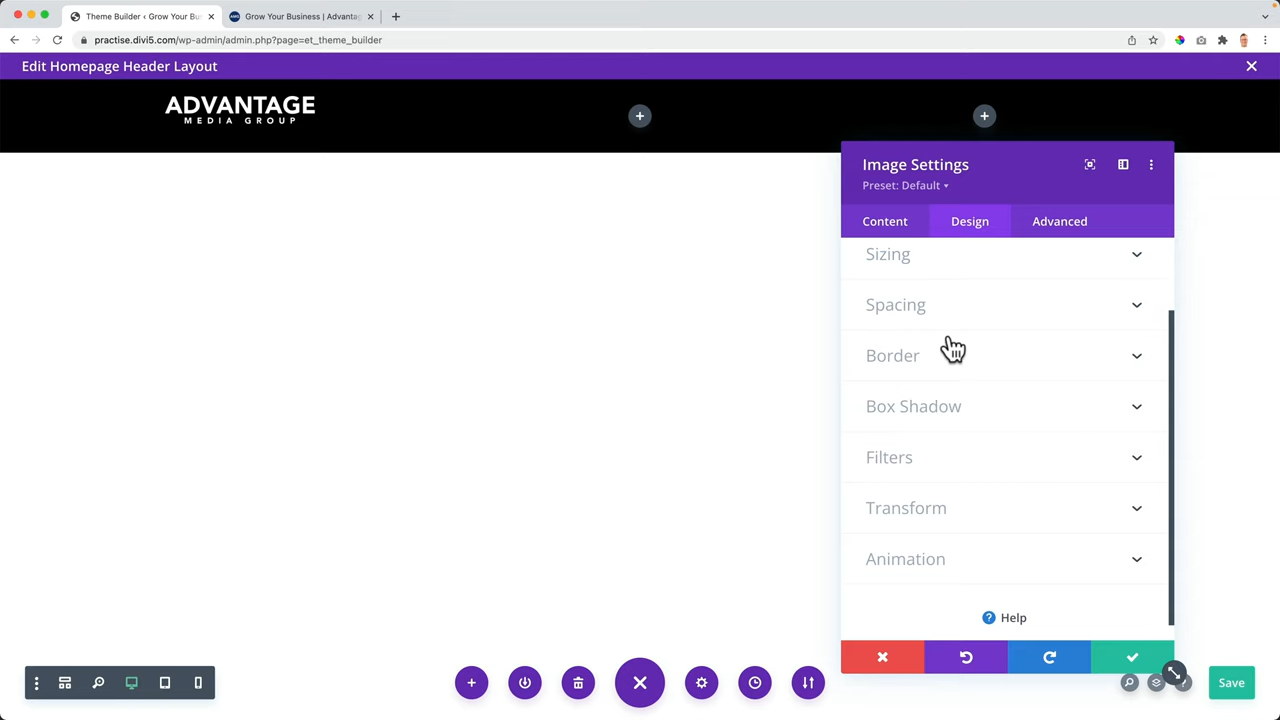 Theme Builder ‹ Grow Your Bu
Grow Your Business | Advantag
practise.divi5.com/wp-admin/admin.php?page=et_theme_builder
Edit Homepage Header Layout
ADVANTAGE
MEDIA GROUP
Image Settings
Preset: Default
Content
Design
Advanced
Sizing
Spacing
Border
Box Shadow
Filters
Transform
Animation
? Help
Save